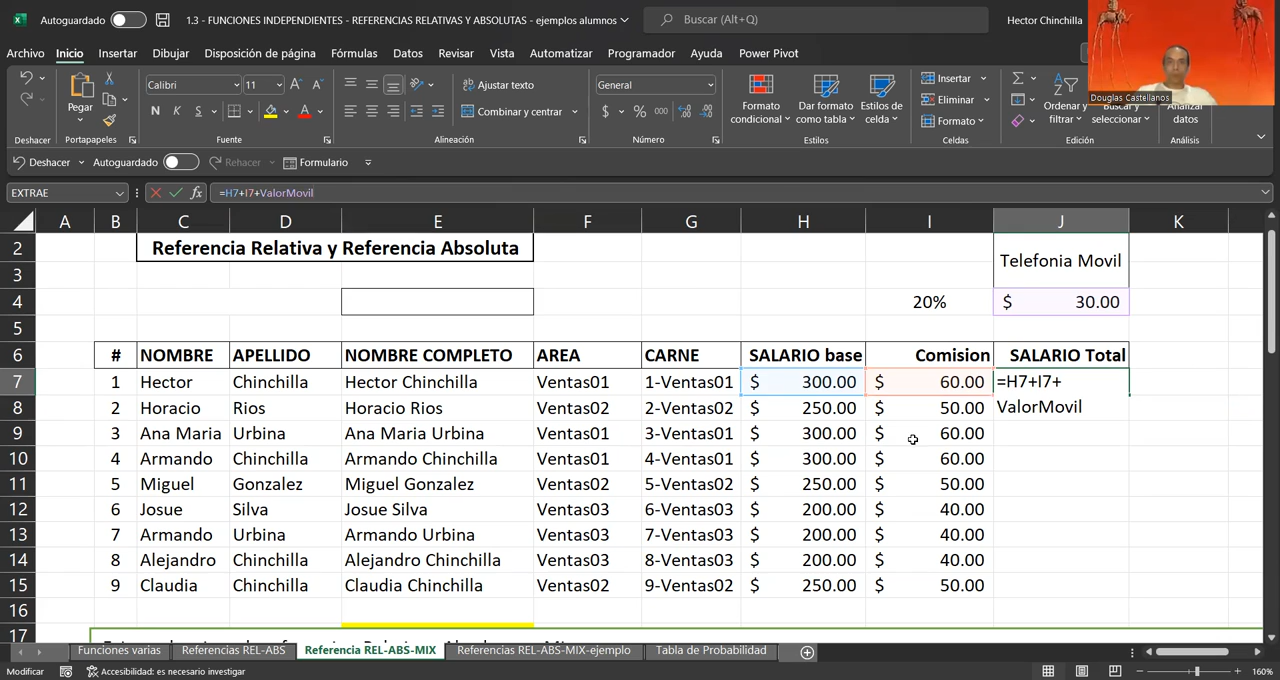 Autoguardado 1.3 - FUNCIONES INDEPENDIENTES - REFERENCIAS RELATIVAS Y ABSOLUTAS - ejemplos alumnos Buscar (Alt+Q) Hector Chinchilla
Archivo Inicio Insertar Dibujar Disposición de página Fórmulas Datos Revisar Vista Automatizar Programador Ayuda Power Pivot
Pegar Calibri 11 Ajustar texto General Formato condicional Dar formato como tabla Estilos de celda Insertar Ordenar y filtrar Buscar y seleccionar Analizar datos
N K S Combinar y centrar $ % 000 Eliminar
Formato
Douglas Castellanos
Deshacer Portapapeles Fuente Alineación Número Estilos Celdas Edición Análisis
Deshacer Autoguardado Rehacer Formulario
EXTRAE fx =H7+I7+ValorMovil
A B C D E F G H I J K
2 Referencia Relativa y Referencia Absoluta
Telefonia Movil
3
4 20% $ 30.00
5
6 # NOMBRE APELLIDO NOMBRE COMPLETO AREA CARNE SALARIO base Comision SALARIO Total
7 1 Hector Chinchilla Hector Chinchilla Ventas01 1-Ventas01 $ 300.00 $ 60.00 =H7+I7+
8 2 Horacio Rios Horacio Rios Ventas02 2-Ventas02 $ 250.00 $ 50.00 ValorMovil
9 3 Ana Maria Urbina Ana Maria Urbina Ventas01 3-Ventas01 $ 300.00 $ 60.00
10 4 Armando Chinchilla Armando Chinchilla Ventas01 4-Ventas01 $ 300.00 $ 60.00
11 5 Miguel Gonzalez Miguel Gonzalez Ventas02 5-Ventas02 $ 250.00 $ 50.00
12 6 Josue Silva Josue Silva Ventas03 6-Ventas03 $ 200.00 $ 40.00
13 7 Armando Urbina Armando Urbina Ventas03 7-Ventas03 $ 200.00 $ 40.00
14 8 Alejandro Chinchilla Alejandro Chinchilla Ventas03 8-Ventas03 $ 200.00 $ 40.00
15 9 Claudia Chinchilla Claudia Chinchilla Ventas02 9-Ventas02 $ 250.00 $ 50.00
16
17
Funciones varias Referencias REL-ABS Referencia REL-ABS-MIX Referencias REL-ABS-MIX-ejemplo Tabla de Probabilidad
Modificar Accesibilidad: es necesario investigar 160%